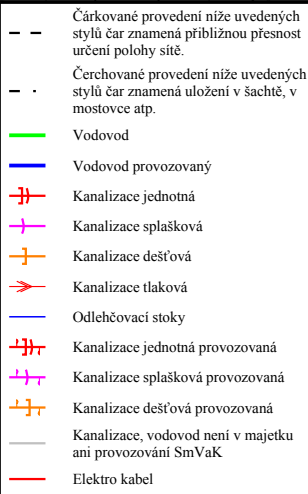 Čárkované provedení níže uvedených
stylů čar znamená přibližnou přesnost
určení polohy sítě.
Čerchované provedení níže uvedených
stylů čar znamená uložení v šachtě, v
mostovce atp.
Vodovod
Vodovod provozovaný
Kanalizace jednotná
Kanalizace splašková
Kanalizace dešťová
Kanalizace tlaková
Odlehčovací stoky
Kanalizace jednotná provozovaná
Kanalizace splašková provozovaná
Kanalizace dešťová provozovaná
Kanalizace, vodovod není v majetku
ani provozování SmVaK
Elektro kabel